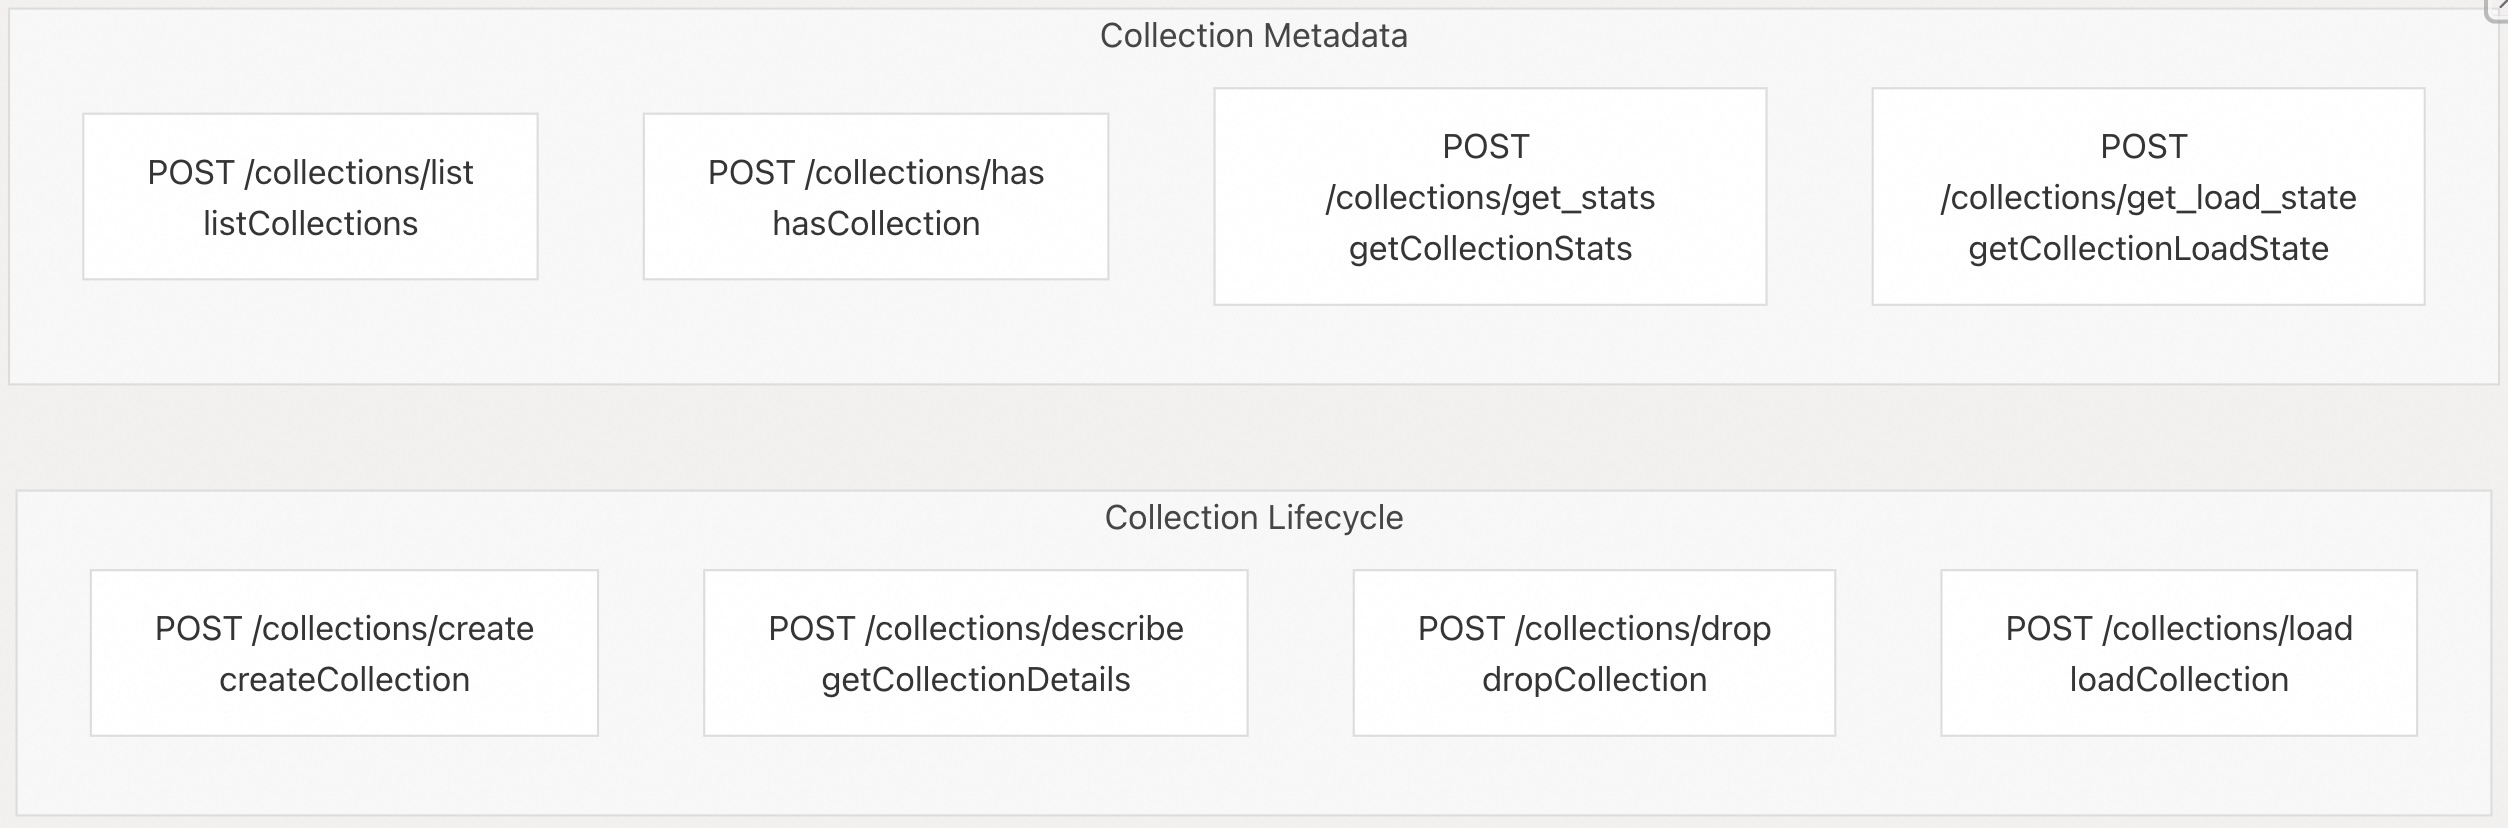 Collection Metadata
POST /collections/list
listCollections
POST /collections/has
hasCollection
POST
/collections/get_stats
getCollectionStats
POST
/collections/get_load_state
getCollectionLoadState
Collection Lifecycle
POST /collections/create
createCollection
POST /collections/describe
getCollectionDetails
POST /collections/drop
dropCollection
POST /collections/load
loadCollection